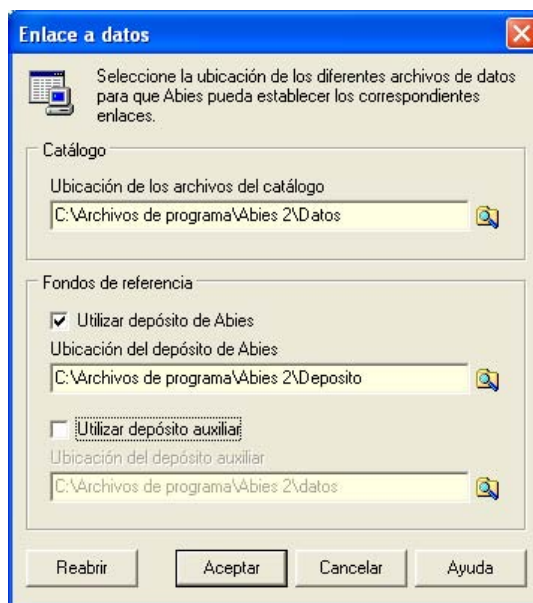 Enlace a datos
Seleccione la ubicación de los diferentes archivos de datos
para que Abies pueda establecer los correspondientes
enlaces.
Catálogo
Ubicación de los archivos del catálogo
C:\Archivos de programa\Abies 2\Datos
Fondos de referencia
Utilizar depósito de Abies
Ubicación del depósito de Abies
C:\Archivos de programa\Abies 2\Deposito
Utilizar depósito auxiliar
Ubicación del depósito auxiliar
C:\Archivos de programa\Abies 2\datos
Reabrir Aceptar Cancelar Ayuda